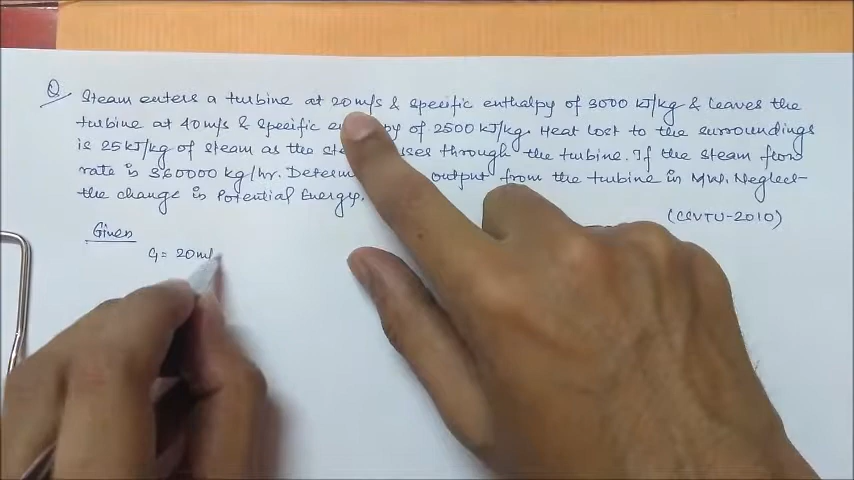 Q Steam enters a turbine at 20m/s & specific enthalpy of 3000 kJ/kg & leaves the
turbine at 40m/s & specific of 2500 kJ/kg. Heat lost to the surroundings
is 25kJ/kg of steam as the through the turbine. If the steam flow
rate is 360000 kg/hr. output from the turbine in MW. Neglect
the change in Potential Energy.
(CSVTU-2010)
Given
C1 = 20m/s